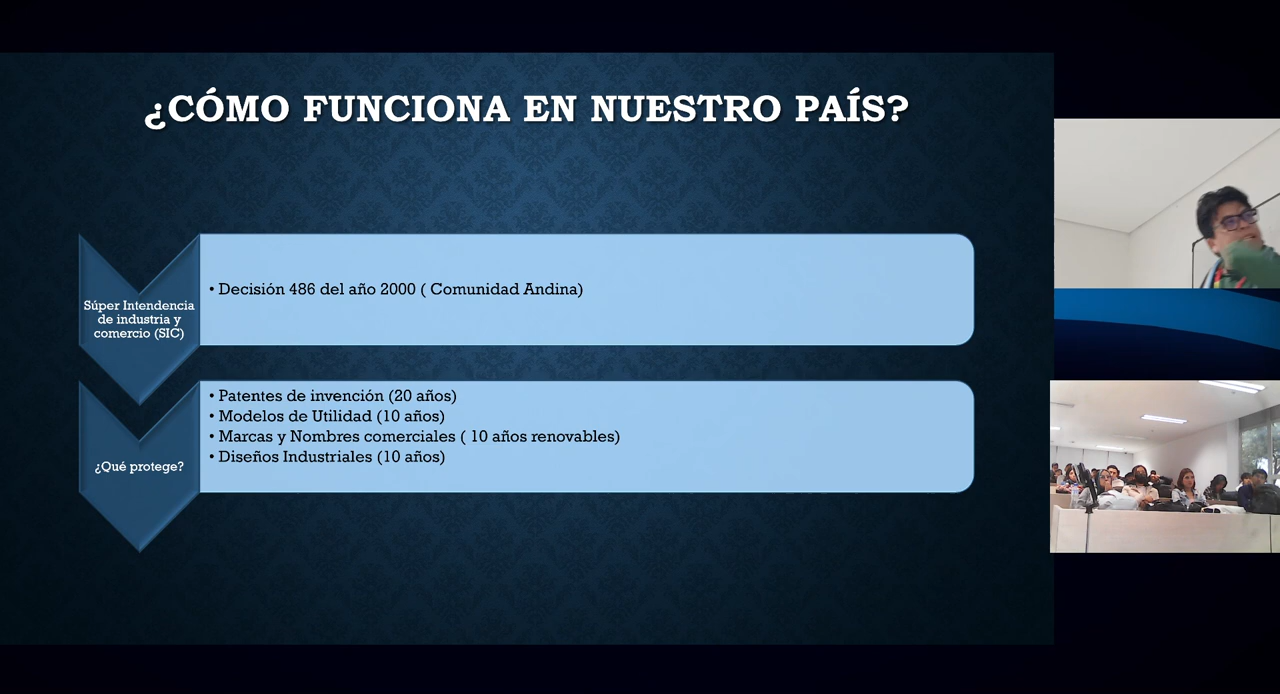 ¿CÓMO FUNCIONA EN NUESTRO PAÍS?
Súper Intendencia
de industria y
comercio (SIC)
• Decisión 486 del año 2000 ( Comunidad Andina)
¿Qué protege?
• Patentes de invención (20 años)
• Modelos de Utilidad (10 años)
• Marcas y Nombres comerciales ( 10 años renovables)
• Diseños Industriales (10 años)